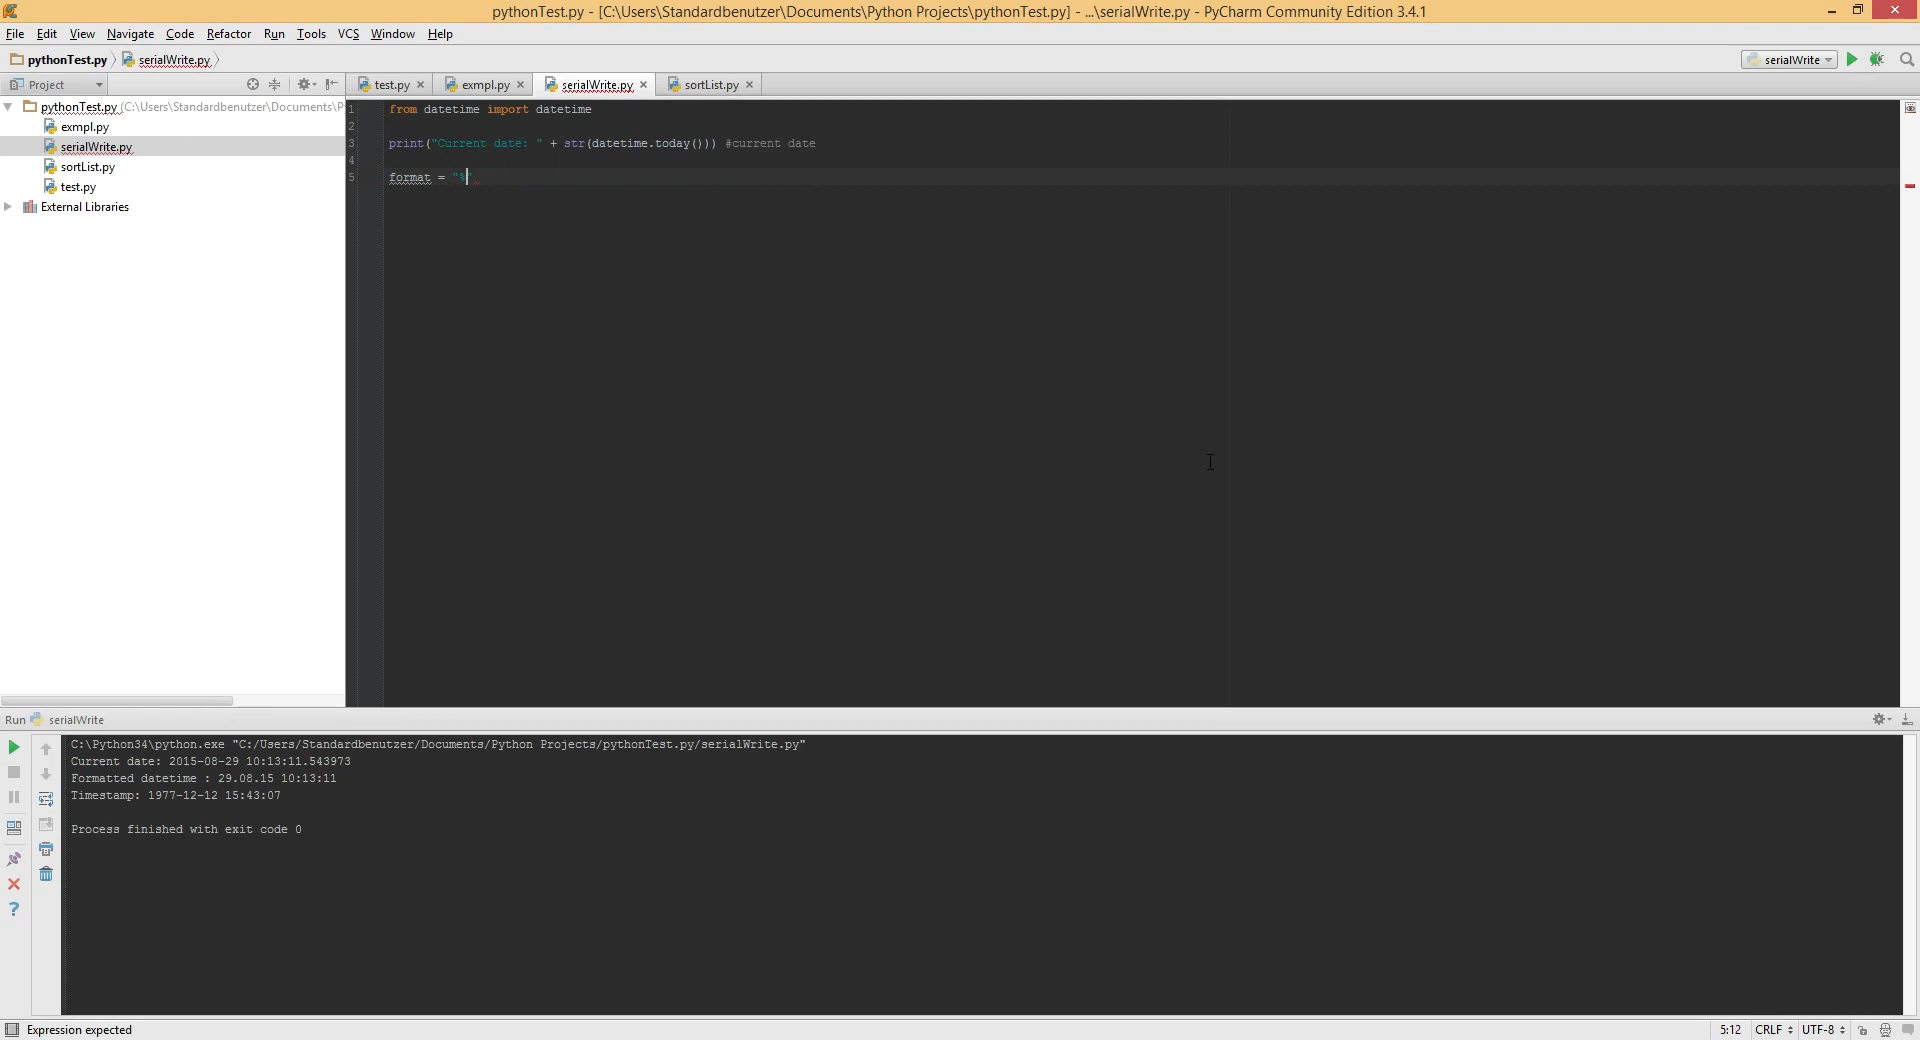 pythonTest.py - [C:\Users\Standardbenutzer\Documents\Python Projects\pythonTest.py] - ...\serialWrite.py - PyCharm Community Edition 3.4.1
File Edit View Navigate Code Refactor Run Tools VCS Window Help
pythonTest.py serialWrite.py serialWrite
Project test.py exmpl.py serialWrite.py sortList.py
pythonTest.py (C:\Users\Standardbenutzer\Documents\P
exmpl.py
serialWrite.py
sortList.py
test.py
External Libraries
1 from datetime import datetime
2
3 print("Current date: " + str(datetime.today())) #current date
4
5 format = "%"
Run serialWrite
C:\Python34\python.exe "C:/Users/Standardbenutzer/Documents/Python Projects/pythonTest.py/serialWrite.py"
Current date: 2015-08-29 10:13:11.543973
Formatted datetime : 29.08.15 10:13:11
Timestamp: 1977-12-12 15:43:07
Process finished with exit code 0
Expression expected 5:12 CRLF UTF-8